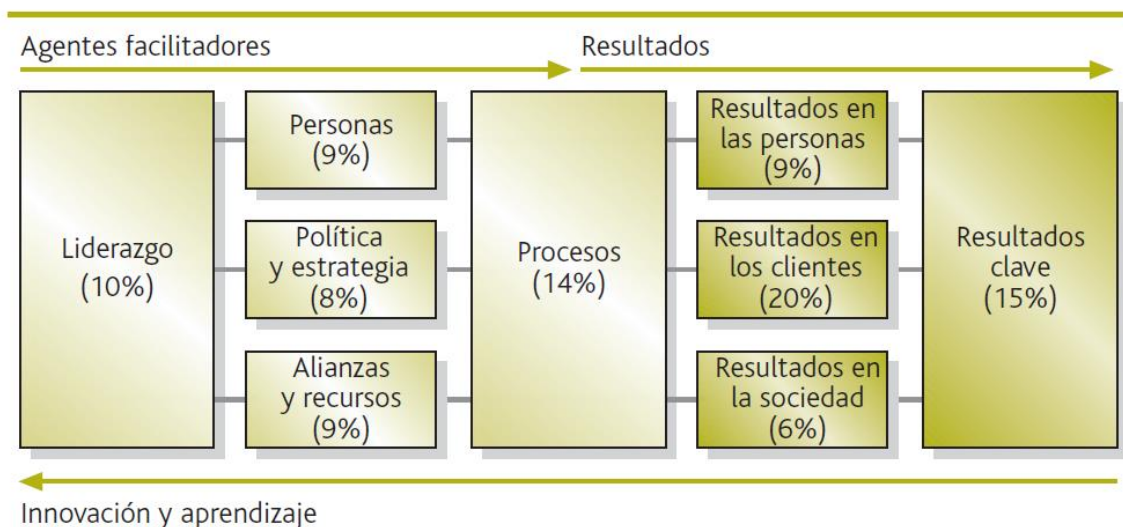 Agentes facilitadores
Resultados
Liderazgo
(10%)
Personas
(9%)
Política
y estrategia
(8%)
Alianzas
y recursos
(9%)
Procesos
(14%)
Resultados en
las personas
(9%)
Resultados en
los clientes
(20%)
Resultados en
la sociedad
(6%)
Resultados
clave
(15%)
Innovación y aprendizaje